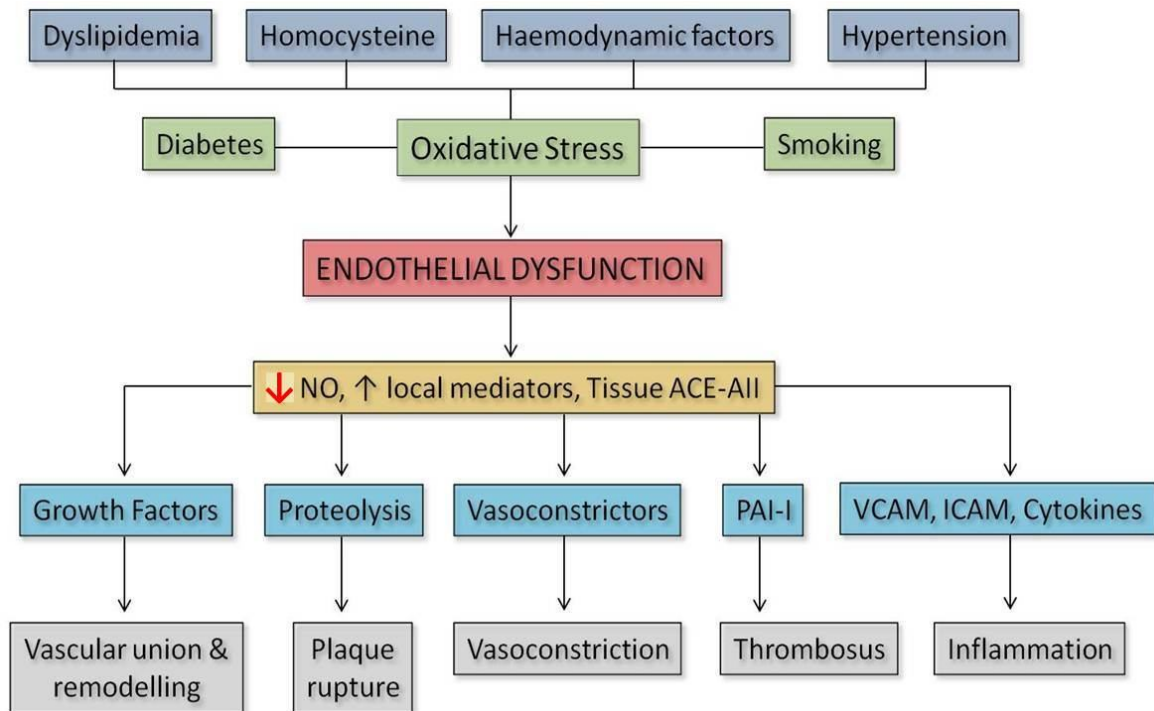 Dyslipidemia
Homocysteine
Haemodynamic factors
Hypertension
Diabetes
Oxidative Stress
Smoking
ENDOTHELIAL DYSFUNCTION
↓ NO, ↑ local mediators, Tissue ACE-AII
Growth Factors
Proteolysis
Vasoconstrictors
PAI-I
VCAM, ICAM, Cytokines
Vascular union &
remodelling
Plaque
rupture
Vasoconstriction
Thrombosus
Inflammation